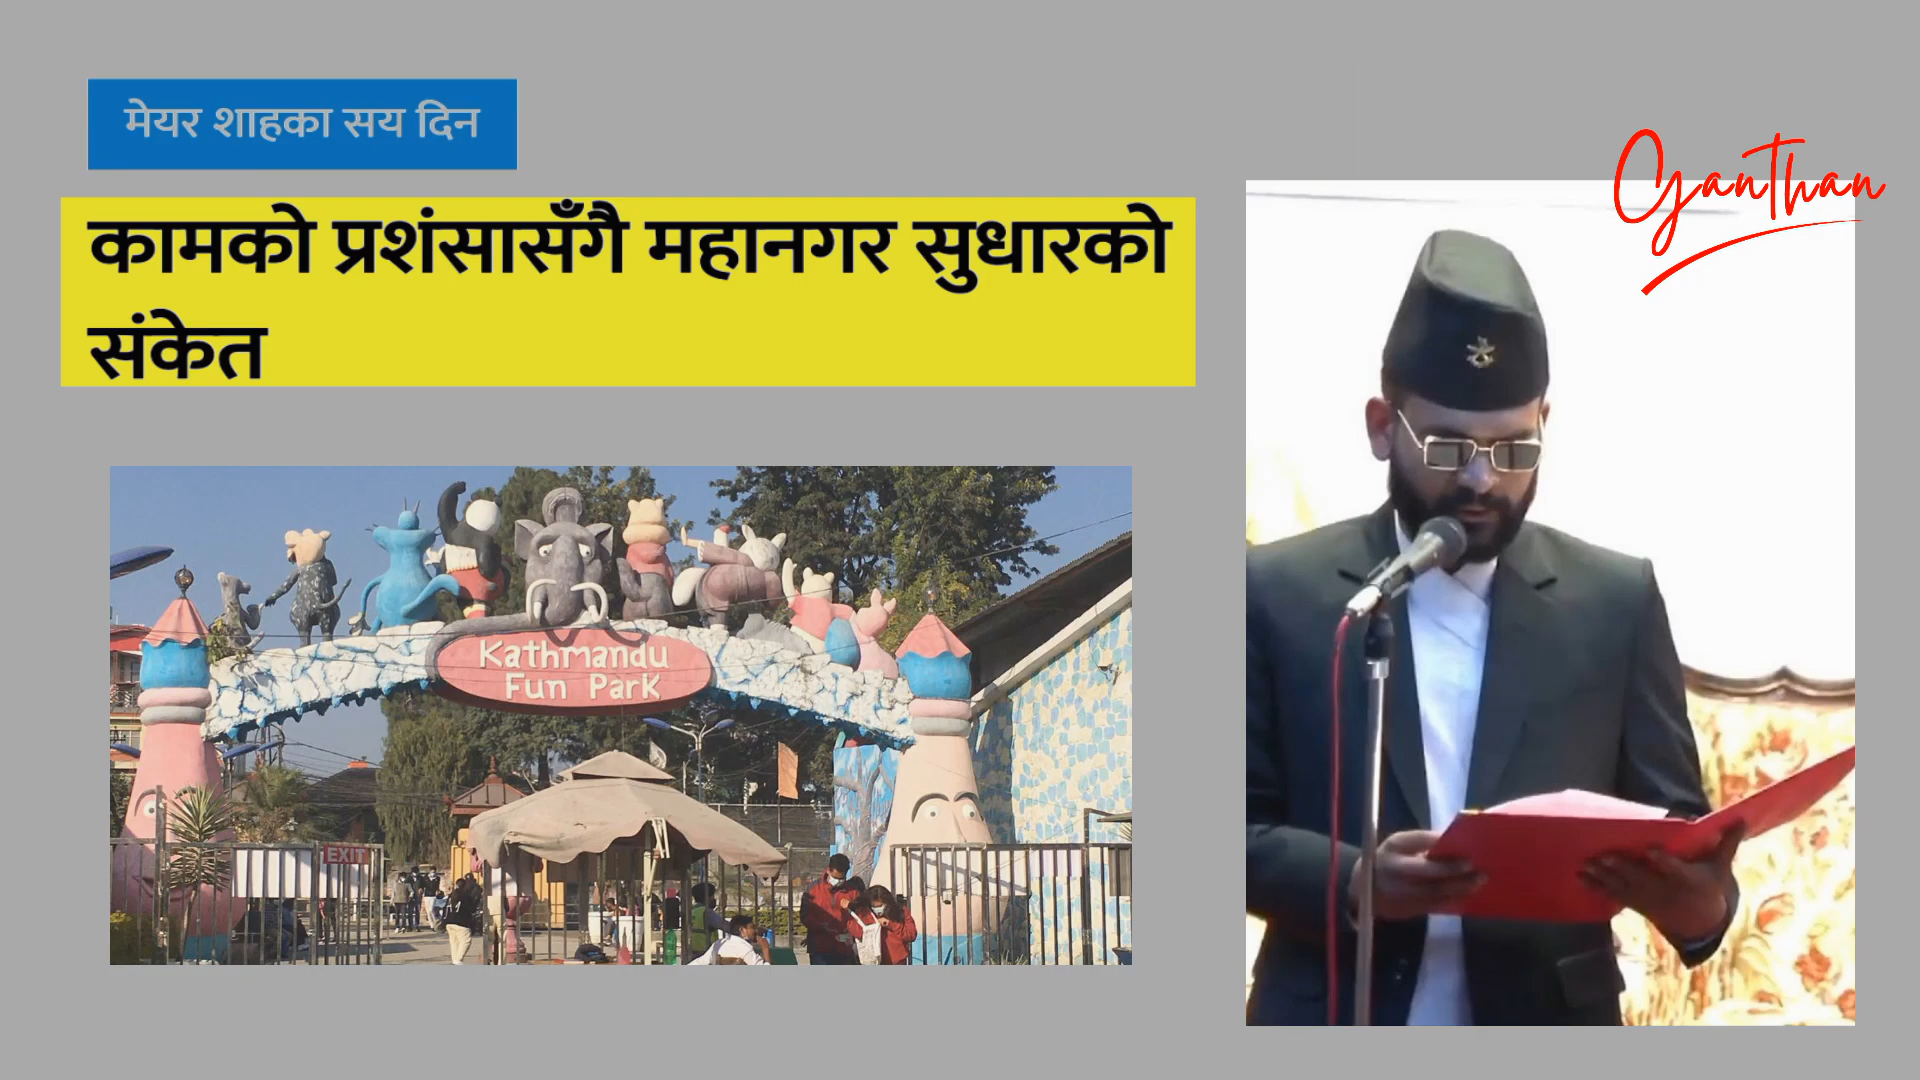 मेयर शाहका सय दिन
कामको प्रशंसासँगै महानगर सुधारको
संकेत
Ganthan
Kathmandu
Fun Park
EXIT